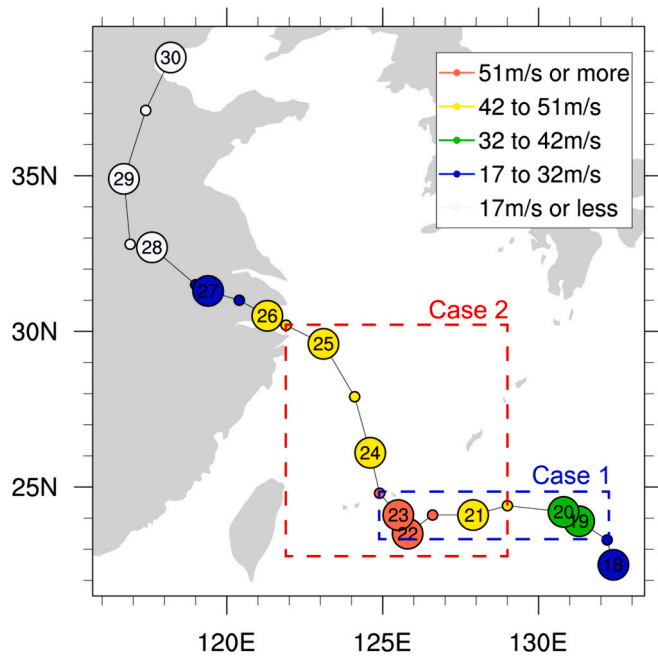 30
51m/s or more
42 to 51m/s
32 to 42m/s
17 to 32m/s
17m/s or less
35N
29
28
27
26
30N
Case 2
25
24
25N
Case 1
23
22
21
20
19
18
120E
125E
130E